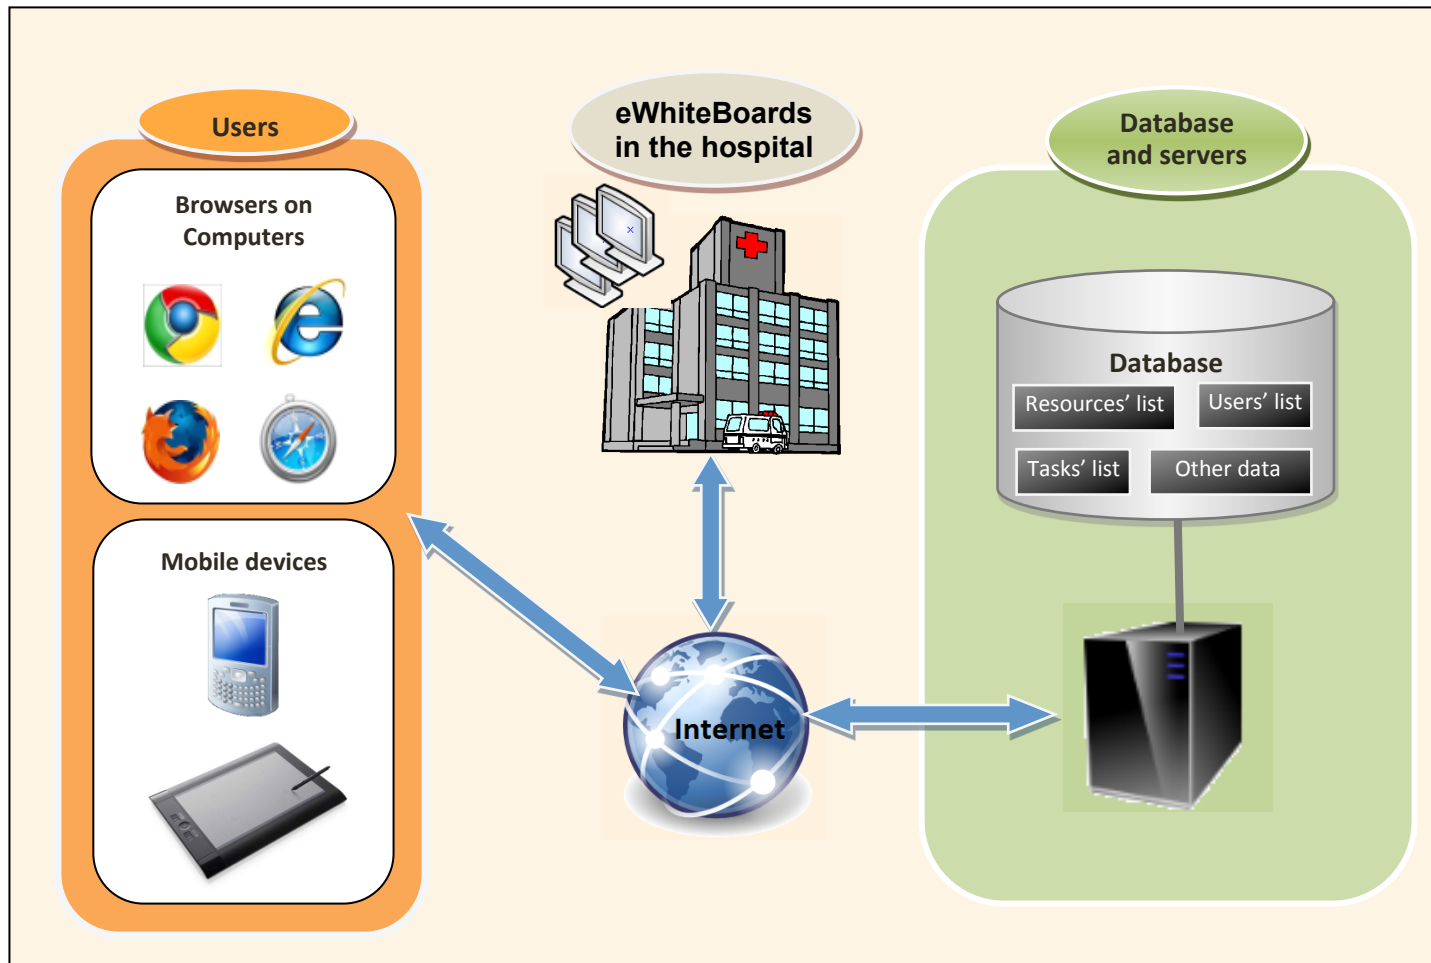 Users
Browsers on
Computers
Mobile devices
eWhiteBoards
in the hospital
Internet
Database
and servers
Database
Resources’ list
Users’ list
Tasks’ list
Other data